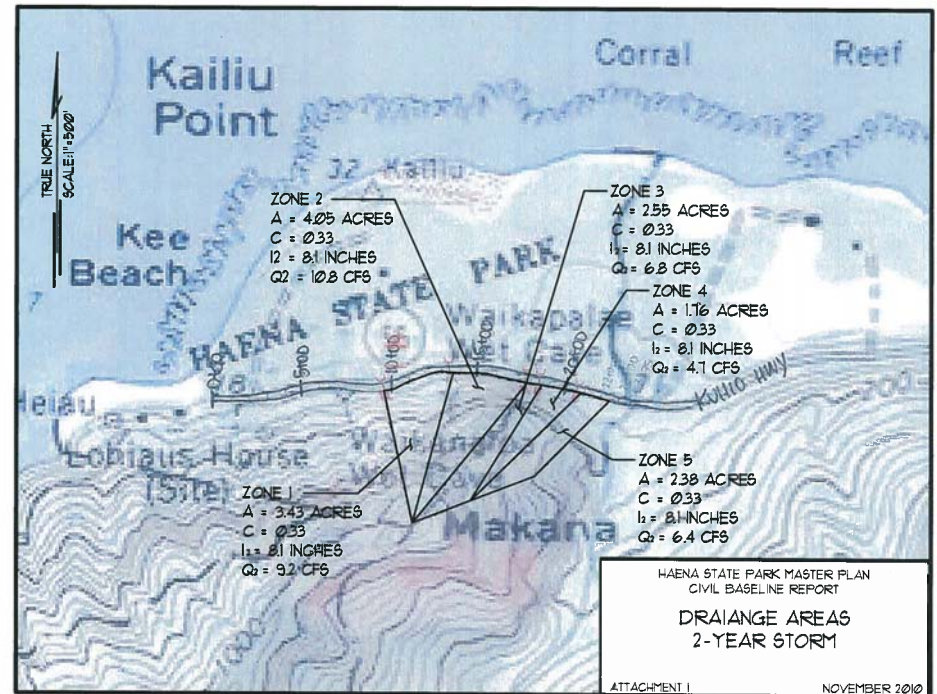 Kailiu
Point
Corral
Reef
TRUE NORTH
SCALE:1"=500'
Kee
Beach
HAENA STATE PARK
ZONE 2
A = 4.05 ACRES
C = 0.33
I2 = 8.1 INCHES
Q2 = 10.8 CFS
ZONE 3
A = 2.55 ACRES
C = 0.33
I₂ = 8.1 INCHES
Q₂ = 6.8 CFS
ZONE 4
A = 1.76 ACRES
C = 0.33
I₂ = 8.1 INCHES
Q₂ = 4.7 CFS
Kuhio Hwy
Heiau
Lohiaus House
(Site)
ZONE 1
A = 3.43 ACRES
C = 0.33
I₂ = 8.1 INCHES
Q₂ = 9.2 CFS
Makana
ZONE 5
A = 2.38 ACRES
C = 0.33
I₂ = 8.1 INCHES
Q₂ = 6.4 CFS
HAENA STATE PARK MASTER PLAN
CIVIL BASELINE REPORT
DRAIANGE AREAS
2-YEAR STORM
ATTACHMENT 1
NOVEMBER 2010